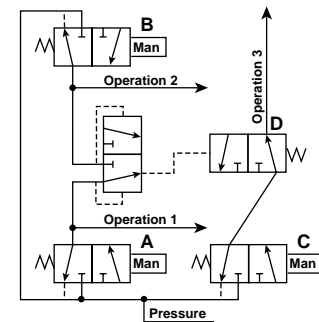 B
Man
Operation 2
Operation 3
D
Operation 1
A
Man
C
Man
Pressure